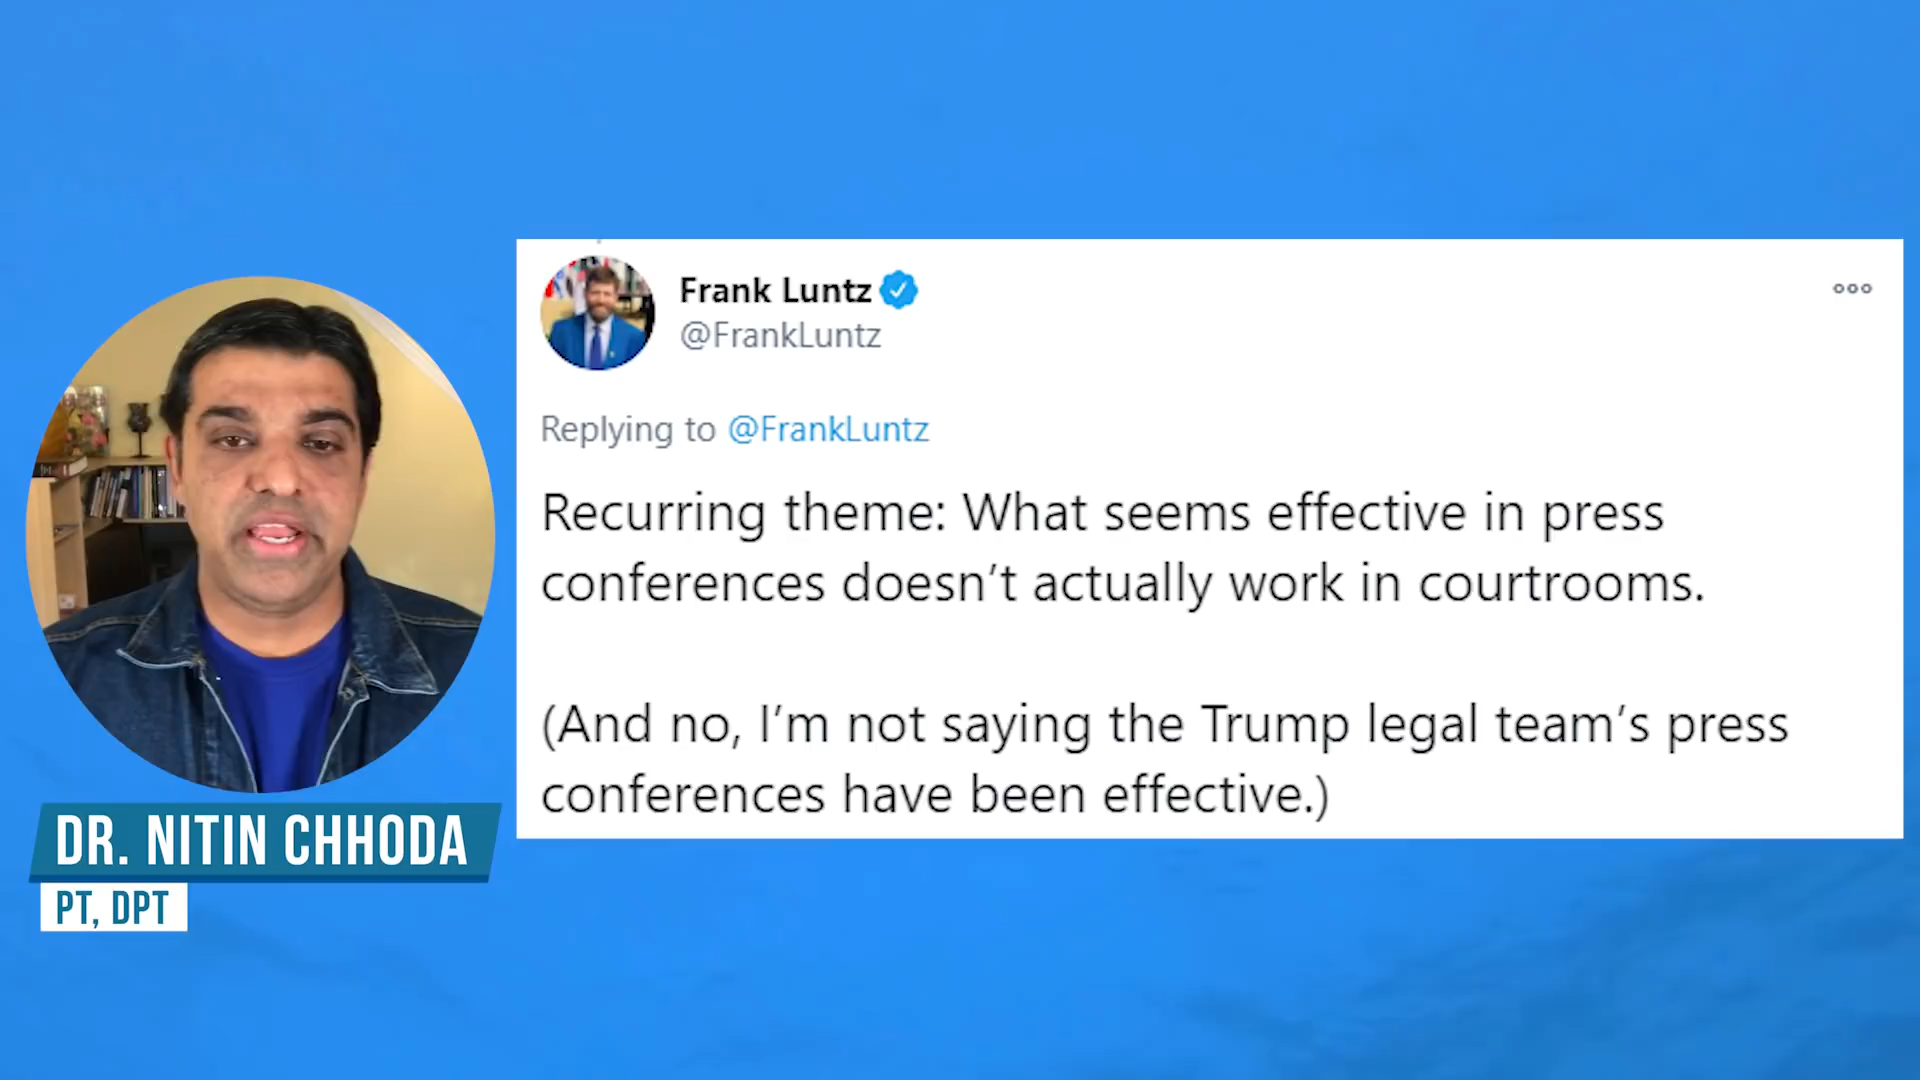 Frank Luntz
@FrankLuntz
Replying to @FrankLuntz
Recurring theme: What seems effective in press
conferences doesn’t actually work in courtrooms.
(And no, I’m not saying the Trump legal team’s press
conferences have been effective.)
DR. NITIN CHHODA
PT, DPT